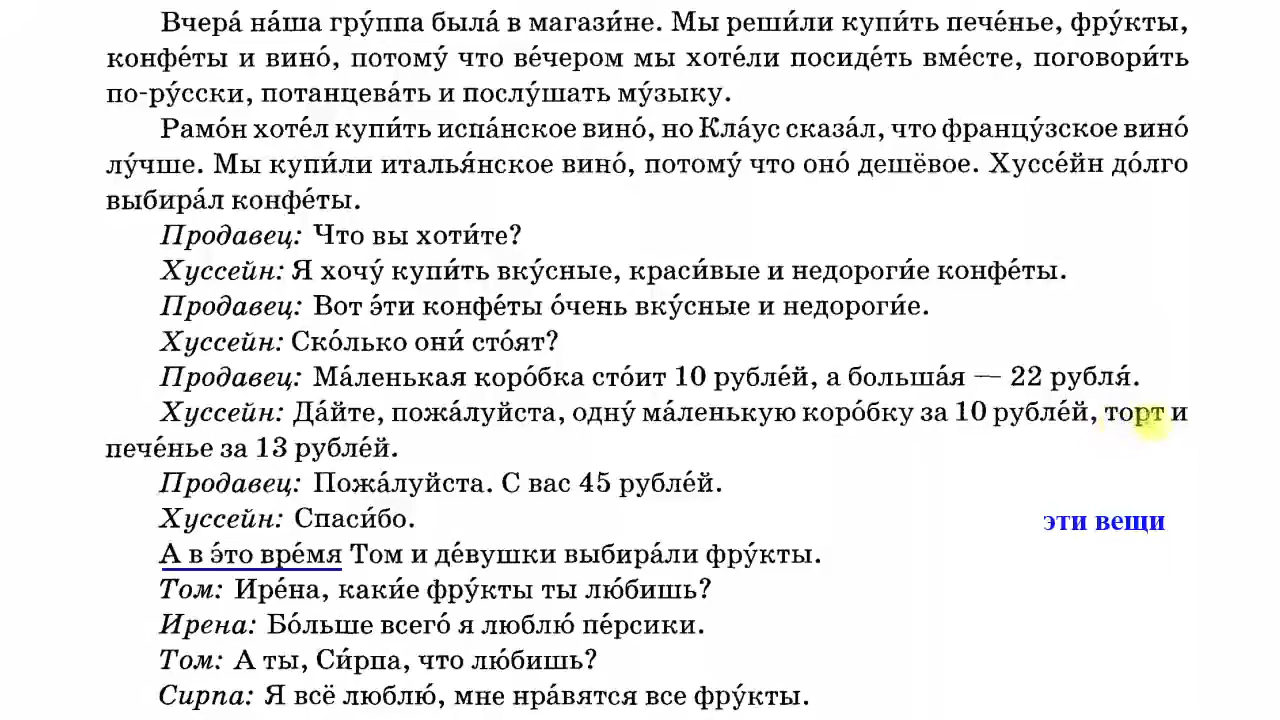 Вчера́ на́ша гру́ппа была́ в магази́не. Мы реши́ли купи́ть пече́нье, фру́кты,
конфе́ты и вино́, потому́ что ве́чером мы хоте́ли посиде́ть вме́сте, поговори́ть
по-ру́сски, потанцева́ть и послу́шать му́зыку.
Рамо́н хоте́л купи́ть испа́нское вино́, но Кла́ус сказа́л, что францу́зское вино́
лу́чше. Мы купи́ли италья́нское вино́, потому́ что оно́ дешёвое. Хуссе́йн до́лго
выбира́л конфе́ты.
Продавец: Что вы хоти́те?
Хуссейн: Я хочу́ купи́ть вку́сные, краси́вые и недороги́е конфе́ты.
Продавец: Вот э́ти конфе́ты о́чень вку́сные и недороги́е.
Хуссейн: Ско́лько они́ сто́ят?
Продавец: Ма́ленькая коро́бка сто́ит 10 рубле́й, а больша́я — 22 рубля́.
Хуссейн: Да́йте, пожа́луйста, одну́ ма́ленькую коро́бку за 10 рубле́й, торт и
пече́нье за 13 рубле́й.
Продавец: Пожа́луйста. С вас 45 рубле́й.
Хуссейн: Спаси́бо.
эти вещи
А в э́то вре́мя Том и де́вушки выбира́ли фру́кты.
Том: Ире́на, каки́е фру́кты ты лю́бишь?
Ирена: Бо́льше всего́ я люблю́ пе́рсики.
Том: А ты, Си́рпа, что лю́бишь?
Сирпа: Я всё люблю́, мне нра́вятся все фру́кты.